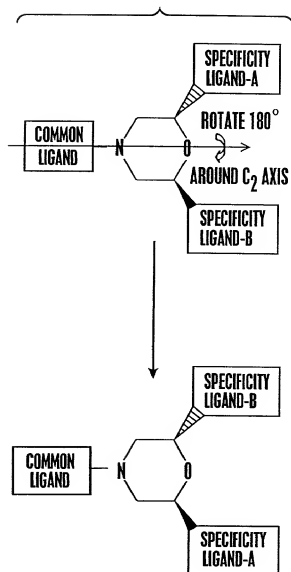 SPECIFICITY
LIGAND-A
ROTATE 180°
COMMON
LIGAND
N
O
AROUND C2 AXIS
SPECIFICITY
LIGAND-B
SPECIFICITY
LIGAND-B
COMMON
LIGAND
N
O
SPECIFICITY
LIGAND-A